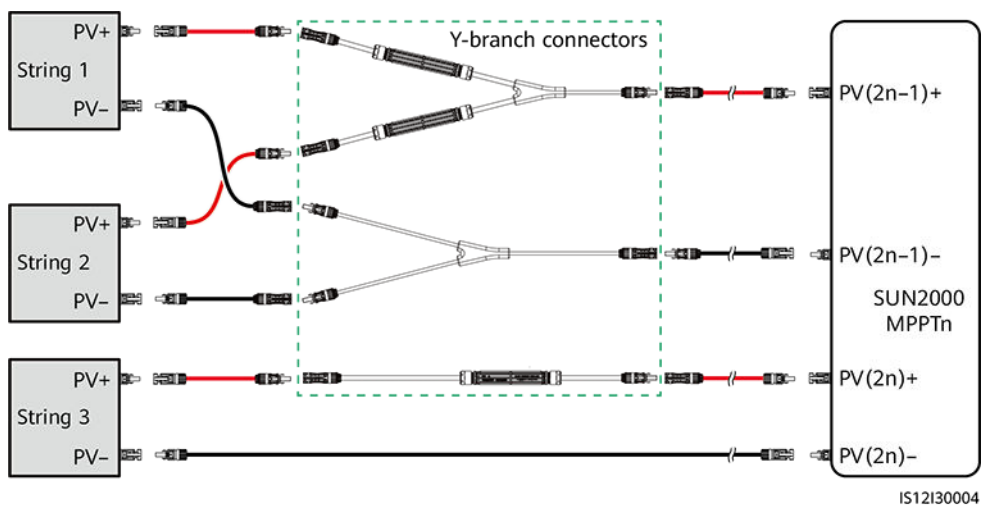 PV+
String 1
PV–
PV+
String 2
PV–
PV+
String 3
PV–
Y-branch connectors
PV(2n–1)+
PV(2n–1)–
SUN2000
MPPTn
PV(2n)+
PV(2n)–
IS12I30004